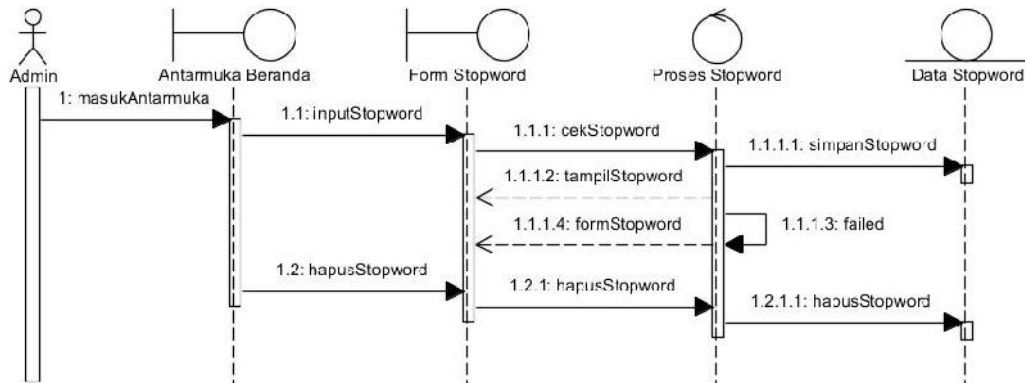 Admin
Antarmuka Beranda
Form Stopword
Proses Stopword
Data Stopword
1: masukAntarmuka
1.1: inputStopword
1.1.1: cekStopword
1.1.1.1: simpanStopword
1.1.1.2: tampilStopword
1.1.1.4: formStopword
1.1.1.3: failed
1.2: hapusStopword
1.2.1: hapusStopword
1.2.1.1: hapusStopword